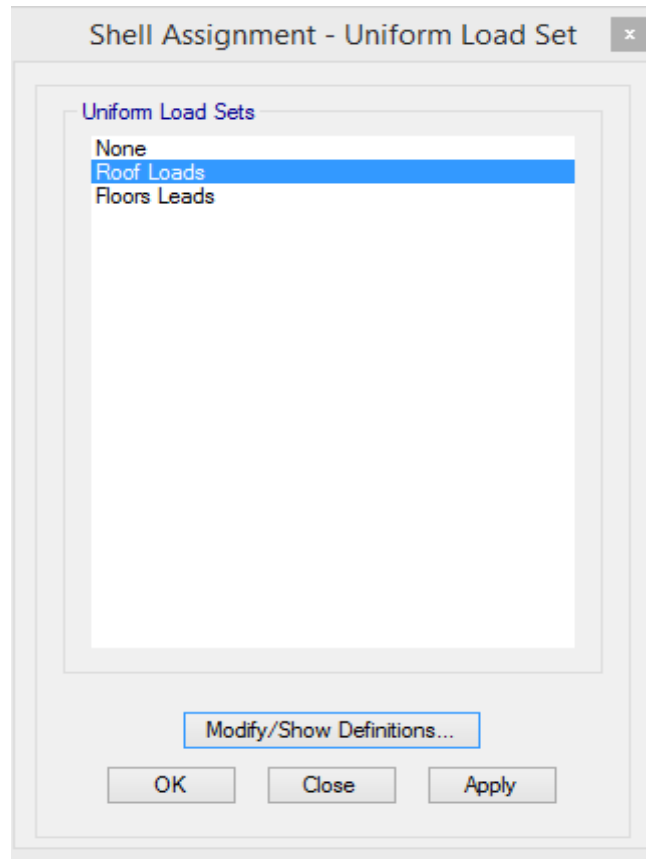 Shell Assignment - Uniform Load Set x
Uniform Load Sets
None
Roof Loads
Floors Leads
Modify/Show Definitions...
OK Close Apply